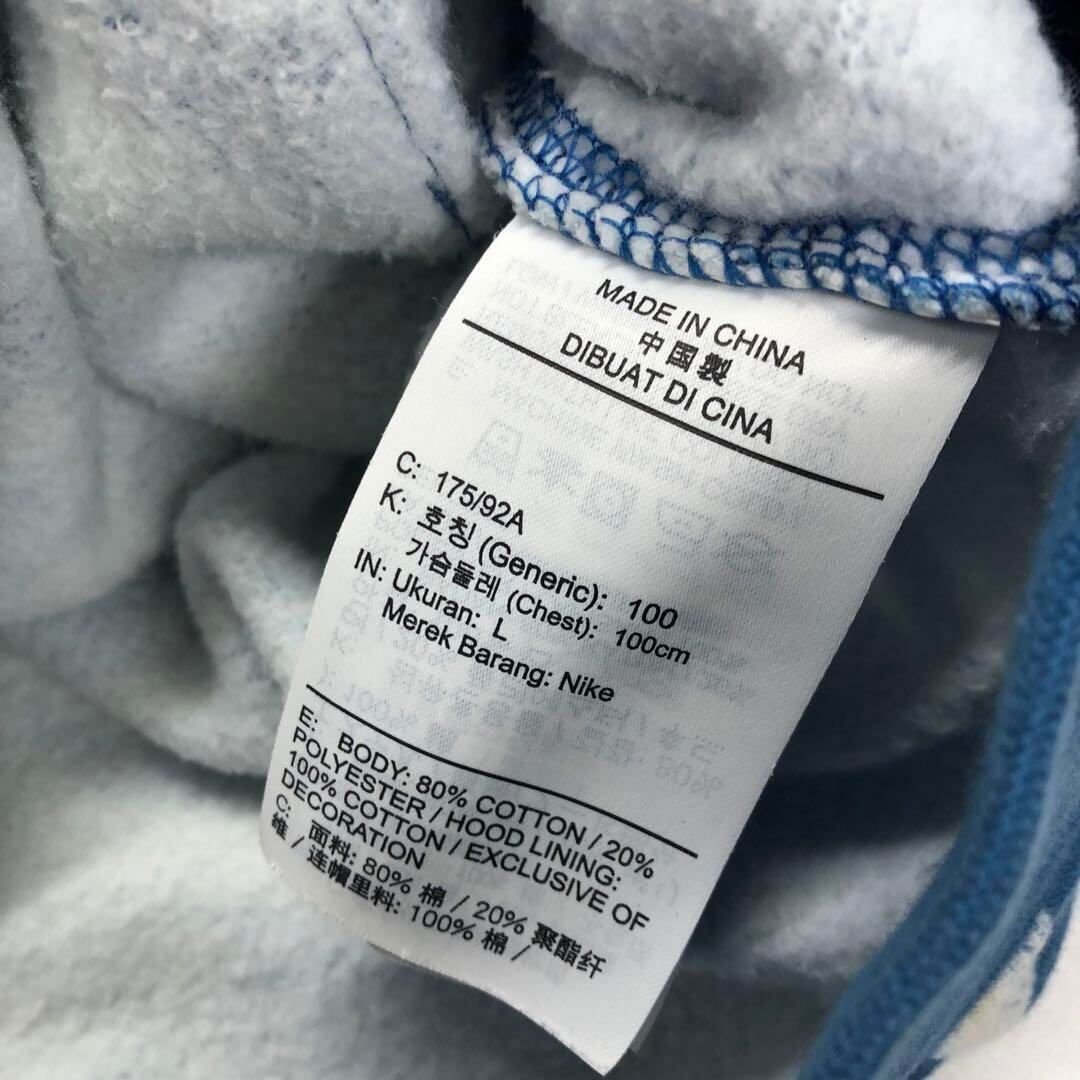 MADE IN CHINA
中国製
DIBUAT DI CINA
C: 175/92A
K: 호칭 (Generic): 100
가슴둘레 (Chest): 100cm
IN: Ukuran: L
Merek Barang: Nike
E: BODY: 80% COTTON / 20%
POLYESTER / HOOD LINING:
100% COTTON / EXCLUSIVE OF
DECORATION
C: 面料: 80% 棉 / 20% 聚酯纤
维 / 连帽里料: 100% 棉 /